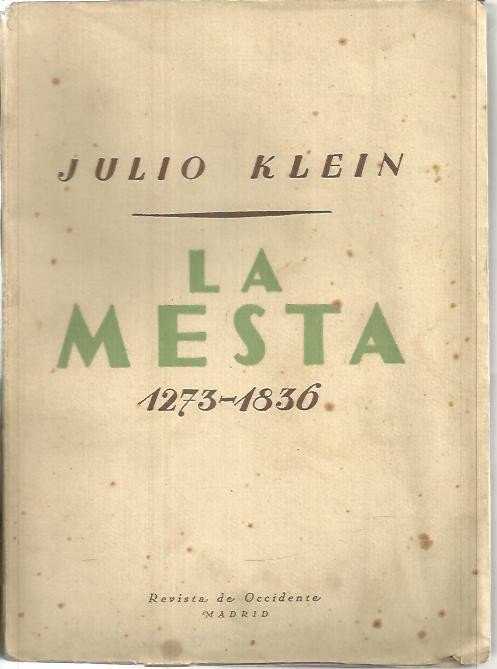 JULIO KLEIN
LA
MESTA
1273-1836
Revista de Occidente
MADRID